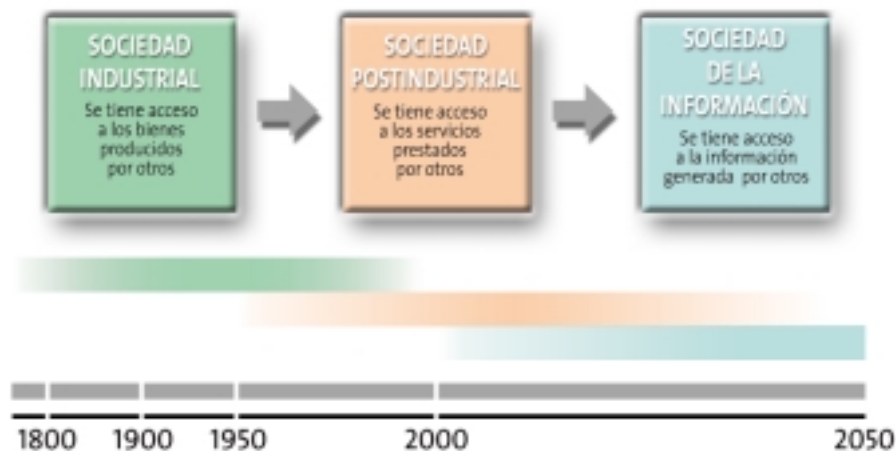 SOCIEDAD
INDUSTRIAL
Se tiene acceso
a los bienes
producidos
por otros
SOCIEDAD
POSTINDUSTRIAL
Se tiene acceso
a los servicios
prestados
por otros
SOCIEDAD
DE LA
INFORMACIÓN
Se tiene acceso
a la información
generada por otros
1800 1900 1950 2000 2050